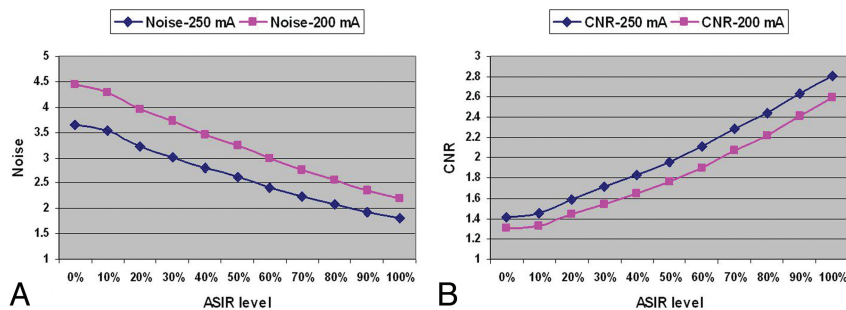 Noise-250 mA Noise-200 mA
5
4.5
4
3.5
3
2.5
2
1.5
1
Noise
0% 10% 20% 30% 40% 50% 60% 70% 80% 90% 100%
ASIR level
A
CNR-250 mA CNR-200 mA
3
2.8
2.6
2.4
2.2
2
1.8
1.6
1.4
1.2
1
CNR
0% 10% 20% 30% 40% 50% 60% 70% 80% 90% 100%
ASIR level
B